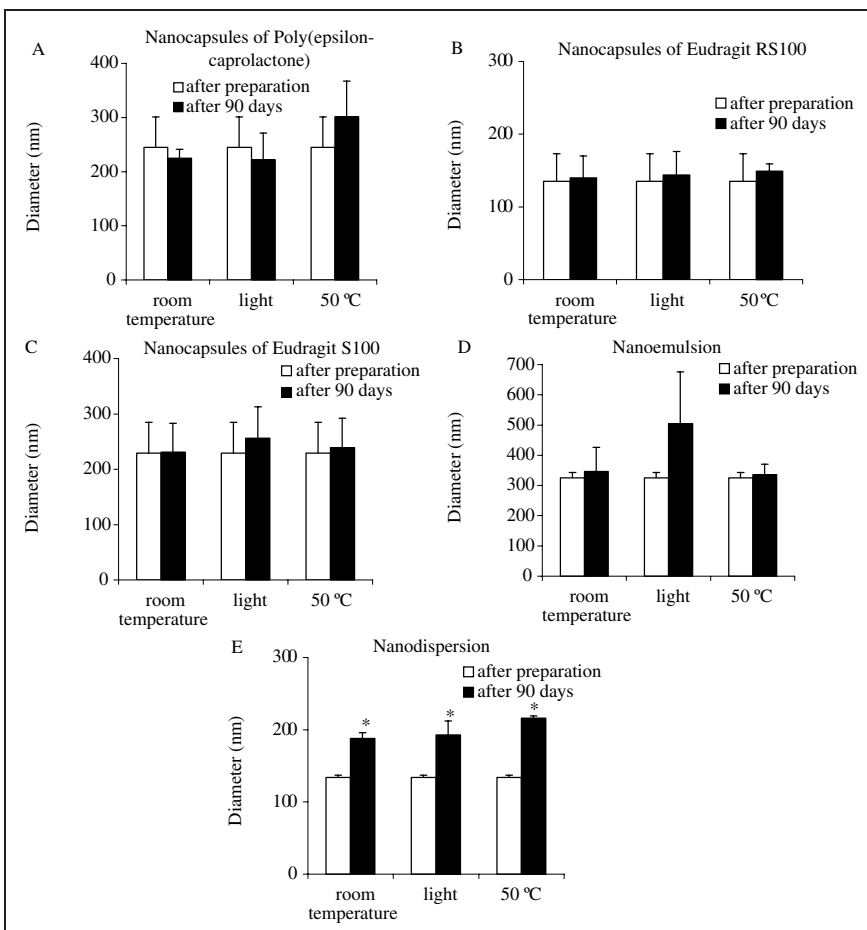 A
Nanocapsules of Poly(epsilon-
caprolactone)
400
300
200
100
0
Diameter (nm)
after preparation
after 90 days
room
temperature
light
50 ºC
B
Nanocapsules of Eudragit RS100
300
200
100
0
Diameter (nm)
after preparation
after 90 days
room
temperature
light
50 ºC
C
Nanocapsules of Eudragit S100
400
300
200
100
0
Diameter (nm)
after preparation
after 90 days
room
temperature
light
50 ºC
D
Nanoemulsion
700
600
500
400
300
200
100
0
Diameter (nm)
after preparation
after 90 days
room
temperature
light
50 ºC
E
Nanodispersion
300
200
100
0
Diameter (nm)
after preparation
after 90 days
*
*
*
room
temperature
light
50 ºC